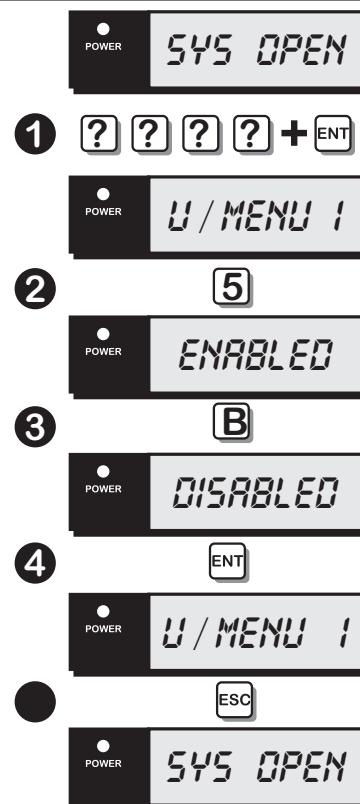 POWER SYS OPEN
1 ? ? ? ? + ENT
POWER U/MENU 1
2 5
POWER ENABLED
3 B
POWER DISABLED
4 ENT
POWER U/MENU 1
ESC
POWER SYS OPEN